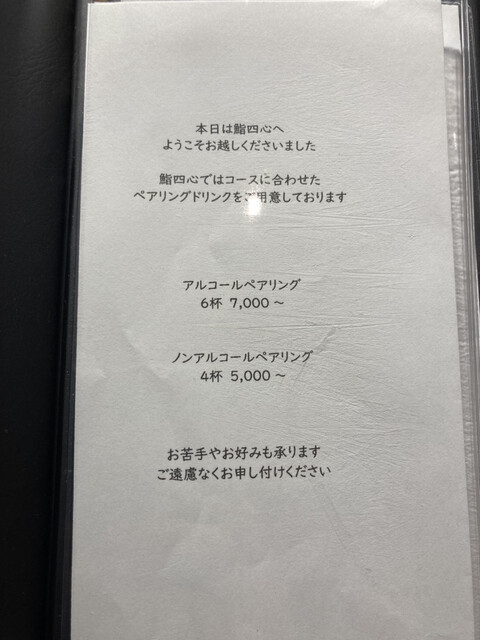 本日は鮨四心へ
ようこそお越しくださいました
鮨四心ではコースに合わせた
ペアリングドリンクをご用意しております
アルコールペアリング
6杯 7,000～
ノンアルコールペアリング
4杯 5,000～
お苦手やお好みも承ります
ご遠慮なくお申し付けください